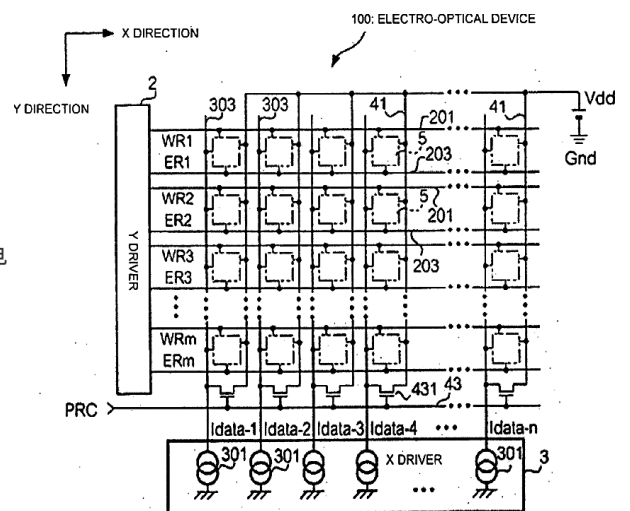 100: ELECTRO-OPTICAL DEVICE
X DIRECTION
Y DIRECTION
2
303
303
41
41
Vdd
Gnd
201
WR1
ER1
5
203
WR2
ER2
5
201
203
WR3
ER3
Y DRIVER
WRm
ERm
431
43
PRC
Idata-1
Idata-2
Idata-3
Idata-4
Idata-n
X DRIVER
301
301
301
3